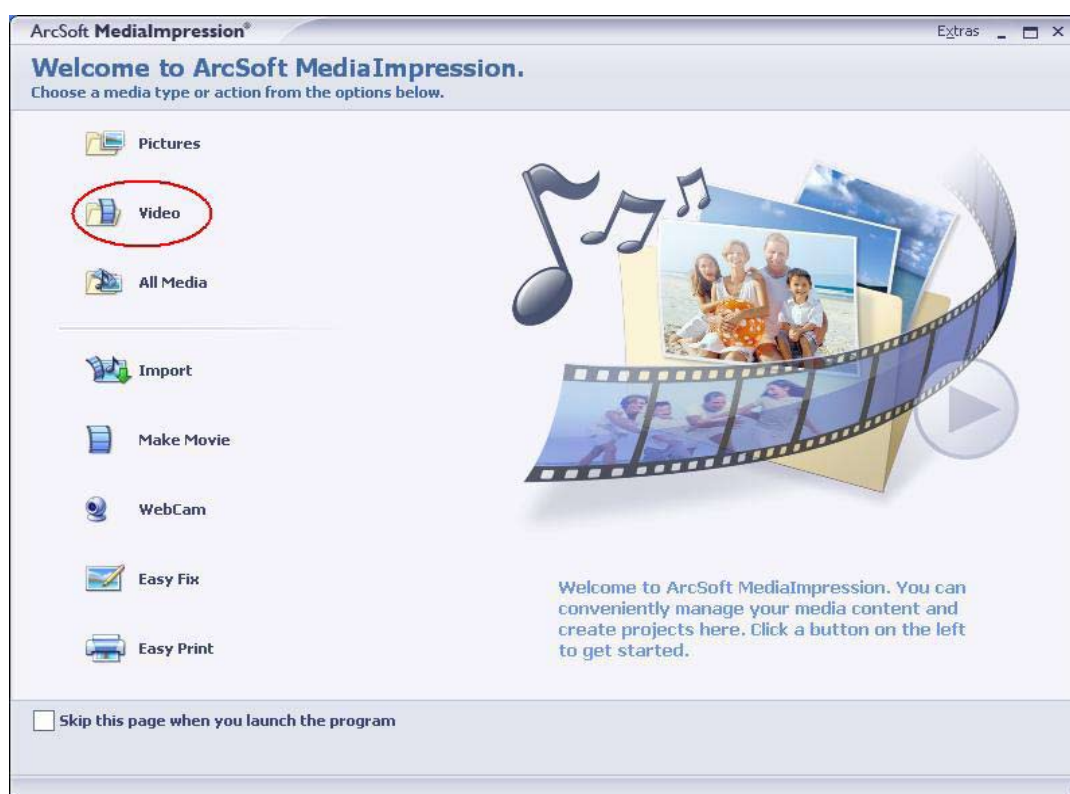 ArcSoft MediaImpression®
Extras
Welcome to ArcSoft MediaImpression.
Choose a media type or action from the options below.
Pictures
Video
All Media
Import
Make Movie
WebCam
Easy Fix
Easy Print
Welcome to ArcSoft MediaImpression. You can
conveniently manage your media content and
create projects here. Click a button on the left
to get started.
Skip this page when you launch the program